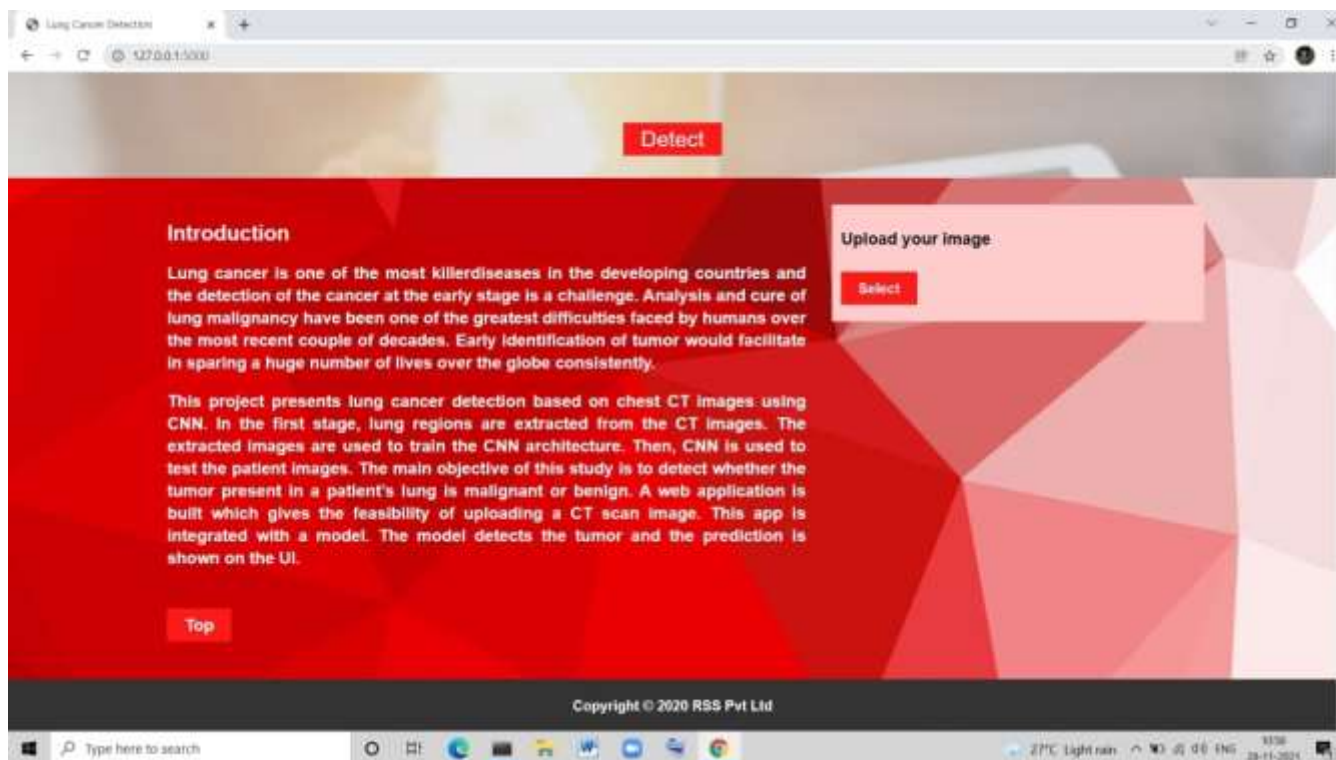 Lung Cancer Detection
127.0.0.1:5000
Detect
Introduction
Lung cancer is one of the most killerdiseases in the developing countries and
the detection of the cancer at the early stage is a challenge. Analysis and cure of
lung malignancy have been one of the greatest difficulties faced by humans over
the most recent couple of decades. Early identification of tumor would facilitate
in sparing a huge number of lives over the globe consistently.
This project presents lung cancer detection based on chest CT images using
CNN. In the first stage, lung regions are extracted from the CT images. The
extracted images are used to train the CNN architecture. Then, CNN is used to
test the patient images. The main objective of this study is to detect whether the
tumor present in a patient's lung is malignant or benign. A web application is
built which gives the feasibility of uploading a CT scan image. This app is
integrated with a model. The model detects the tumor and the prediction is
shown on the UI.
Top
Upload your image
Select
Copyright © 2020 RSS Pvt Ltd
Type here to search
27°C Light rain
ENG